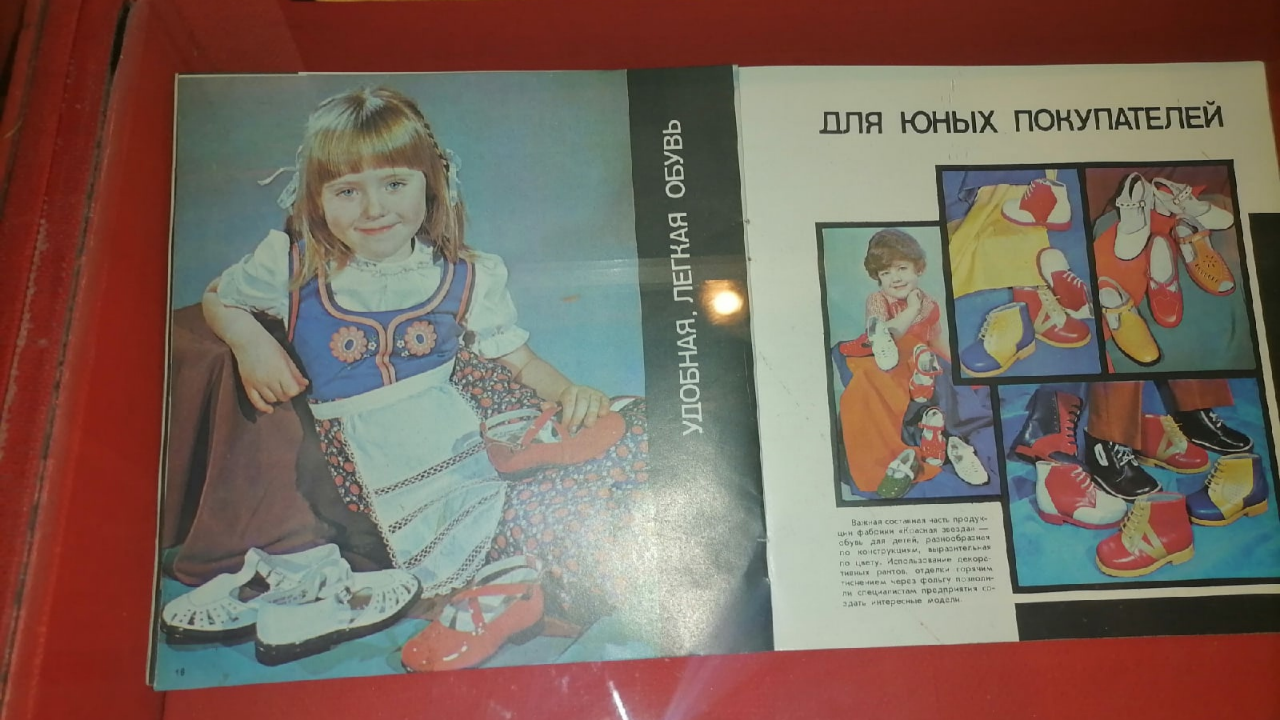 УДОБНАЯ, ЛЕГКАЯ ОБУВЬ
ДЛЯ ЮНЫХ ПОКУПАТЕЛЕЙ
Важная составная часть продук-
ции фабрики «Красная звезда» —
обувь для детей, разнообразная
по конструкциям, выразительная
по цвету. Использование декора-
тивных рантов, отделки горячим
тиснением через фольгу позволи-
ли специалистам предприятия со-
здать интересные модели.
18